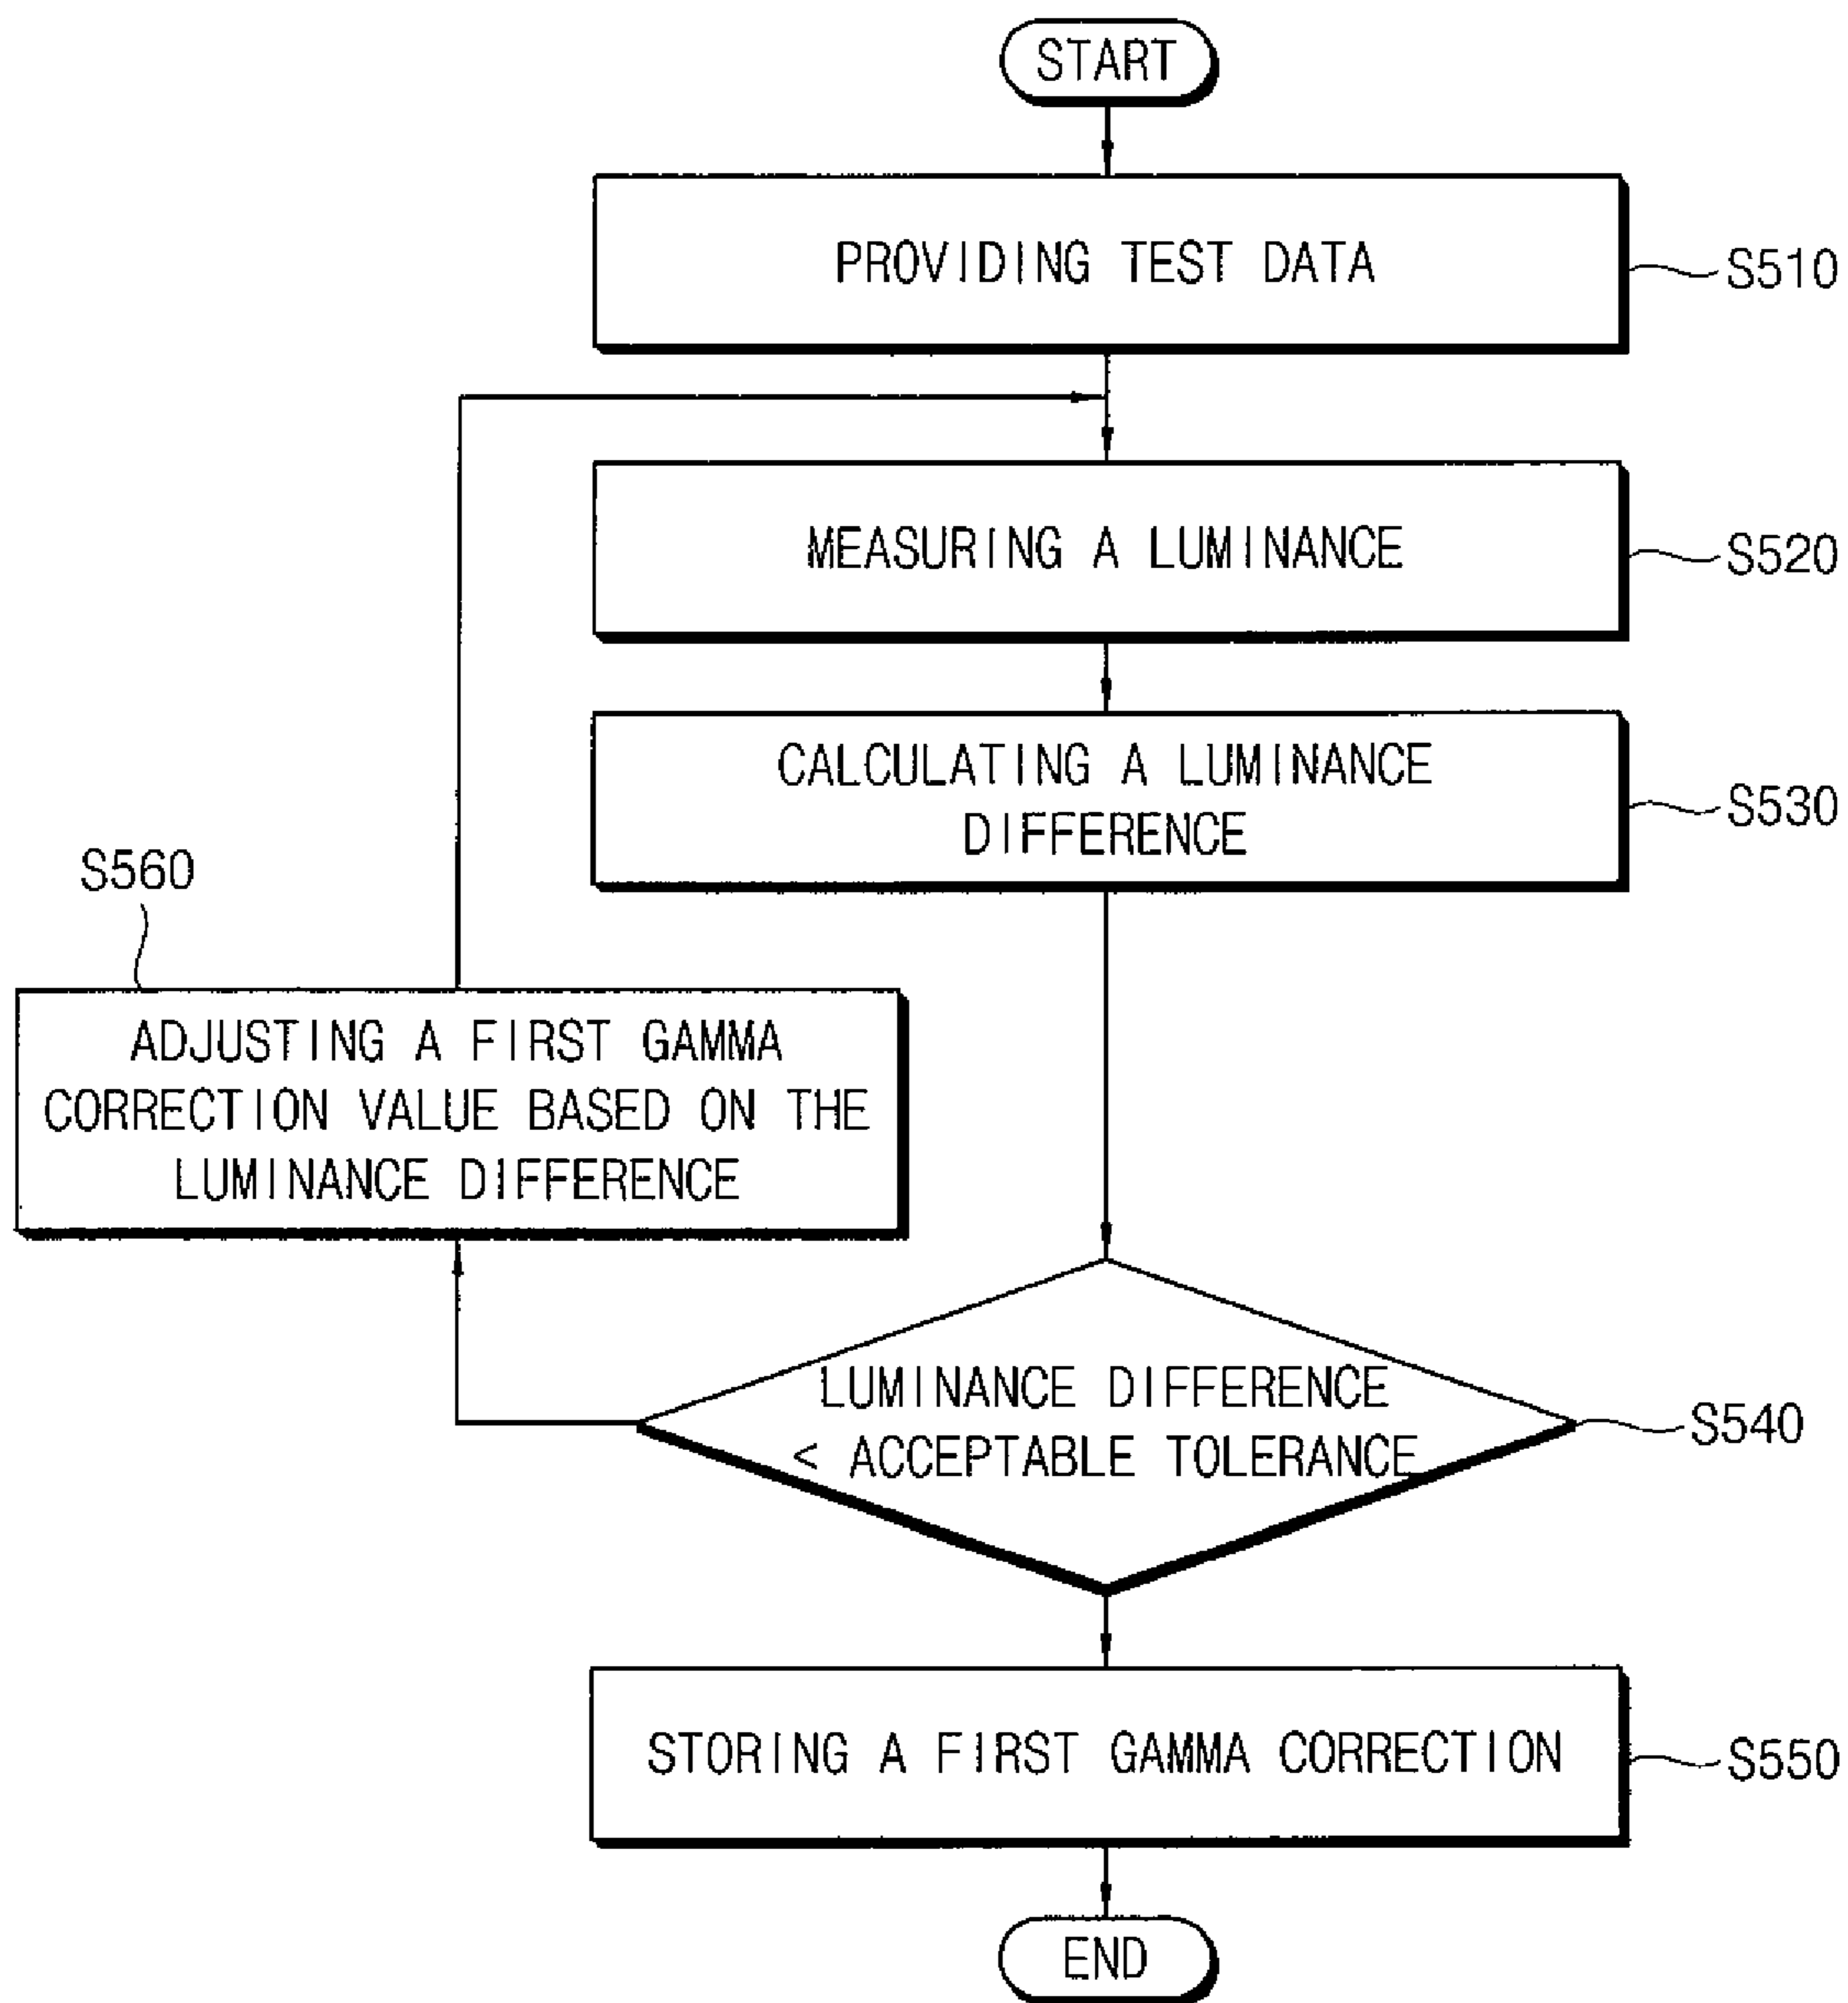 START
PROVIDING TEST DATA
S510
MEASURING A LUMINANCE
S520
CALCULATING A LUMINANCE
DIFFERENCE
S530
S560
ADJUSTING A FIRST GAMMA
CORRECTION VALUE BASED ON THE
LUMINANCE DIFFERENCE
LUMINANCE DIFFERENCE
< ACCEPTABLE TOLERANCE
S540
STORING A FIRST GAMMA CORRECTION
S550
END